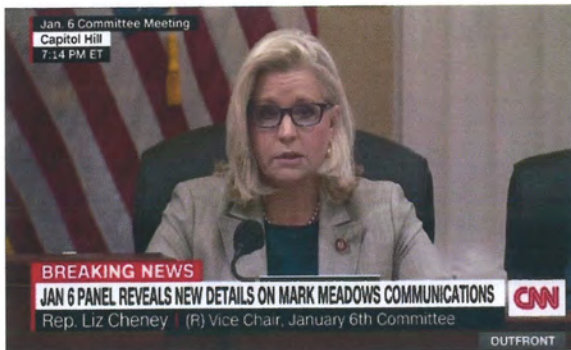 Jan. 6 Committee Meeting
Capitol Hill
7:14 PM ET
BREAKING NEWS
JAN 6 PANEL REVEALS NEW DETAILS ON MARK MEADOWS COMMUNICATIONS
CNN
Rep. Liz Cheney | (R) Vice Chair, January 6th Committee
OUTFRONT